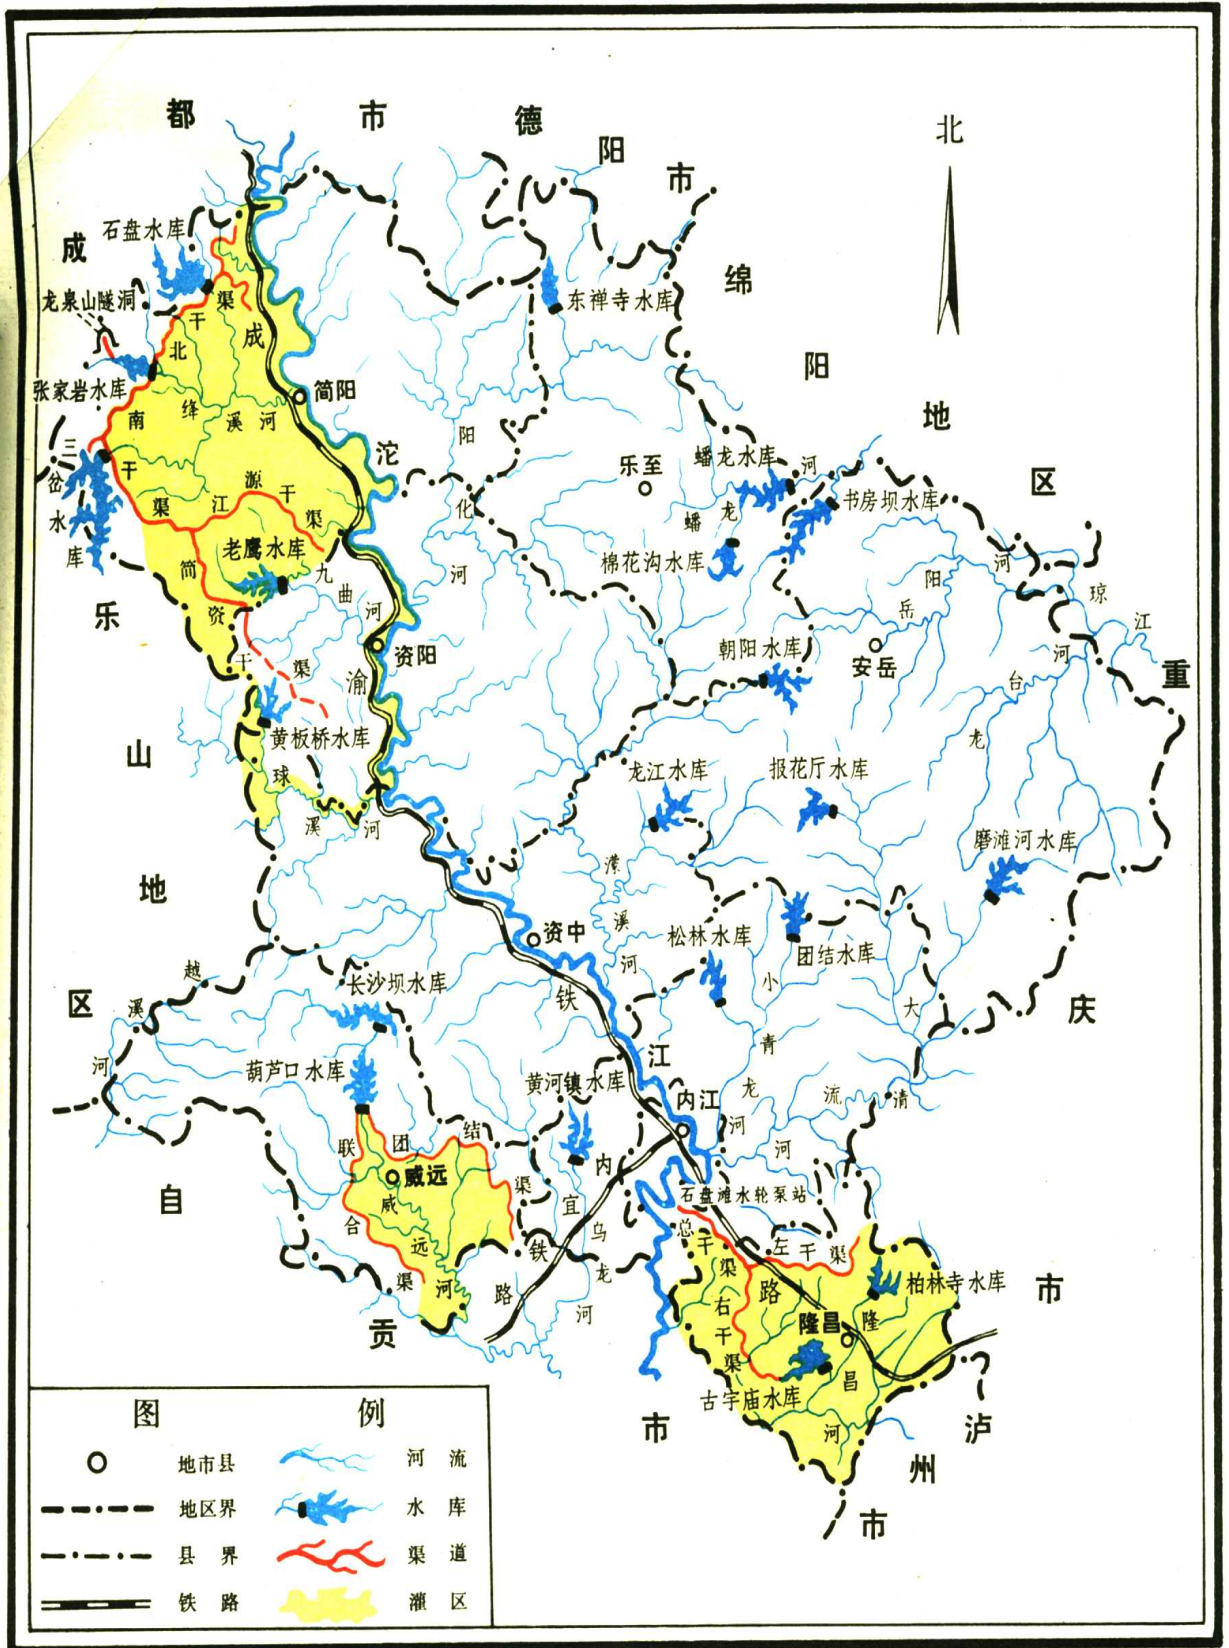 都 市 德 阳 市
北
石盘水库
成
龙泉山隧洞
东禅寺水库
绵 阳 地 区
干 渠
北
成
张家岩水库
简阳
南 干 渠
绛 溪 河
沱
三岔水库
阳 化 河
乐至
蟠龙水库
蟠 龙 河
书房坝水库
江 源 干 渠
老鹰水库
棉花沟水库
简 资 干 渠
九 曲 河
岳 阳 河
琼 江
乐 山 地 区
资阳
朝阳水库
安岳
渝
龙 台 河
重 庆 市
黄板桥水库
龙江水库
报花厅水库
球 溪 河
磨滩河水库
濛 溪 河
资中
松林水库
团结水库
越 溪 河
长沙坝水库
铁
小 青 龙 河
大 清 流 河
葫芦口水库
黄河镇水库
江
内江
联 合 渠
团 结 渠
威远
威 远 河
内 宜 铁 路
乌 龙 河
石盘滩水轮泵站
自 贡 市
总 干 渠
左 干 渠
右 干 渠
路
柏林寺水库
隆昌
隆 昌 河
古宇庙水库
泸 州 市
图 例
地市县 河 流
地区界 水 库
县 界 渠 道
铁 路 灌 区